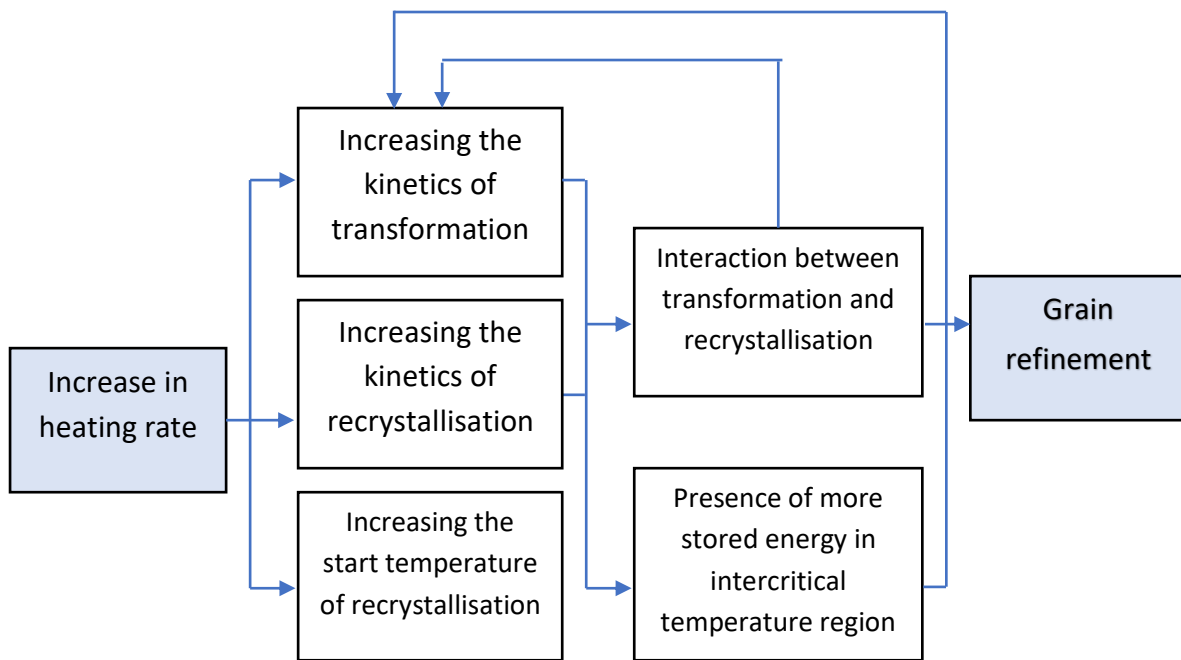 Increase in
heating rate
Increasing the
kinetics of
transformation
Increasing the
kinetics of
recrystallisation
Increasing the
start temperature
of recrystallisation
Interaction between
transformation and
recrystallisation
Presence of more
stored energy in
intercritical
temperature region
Grain
refinement